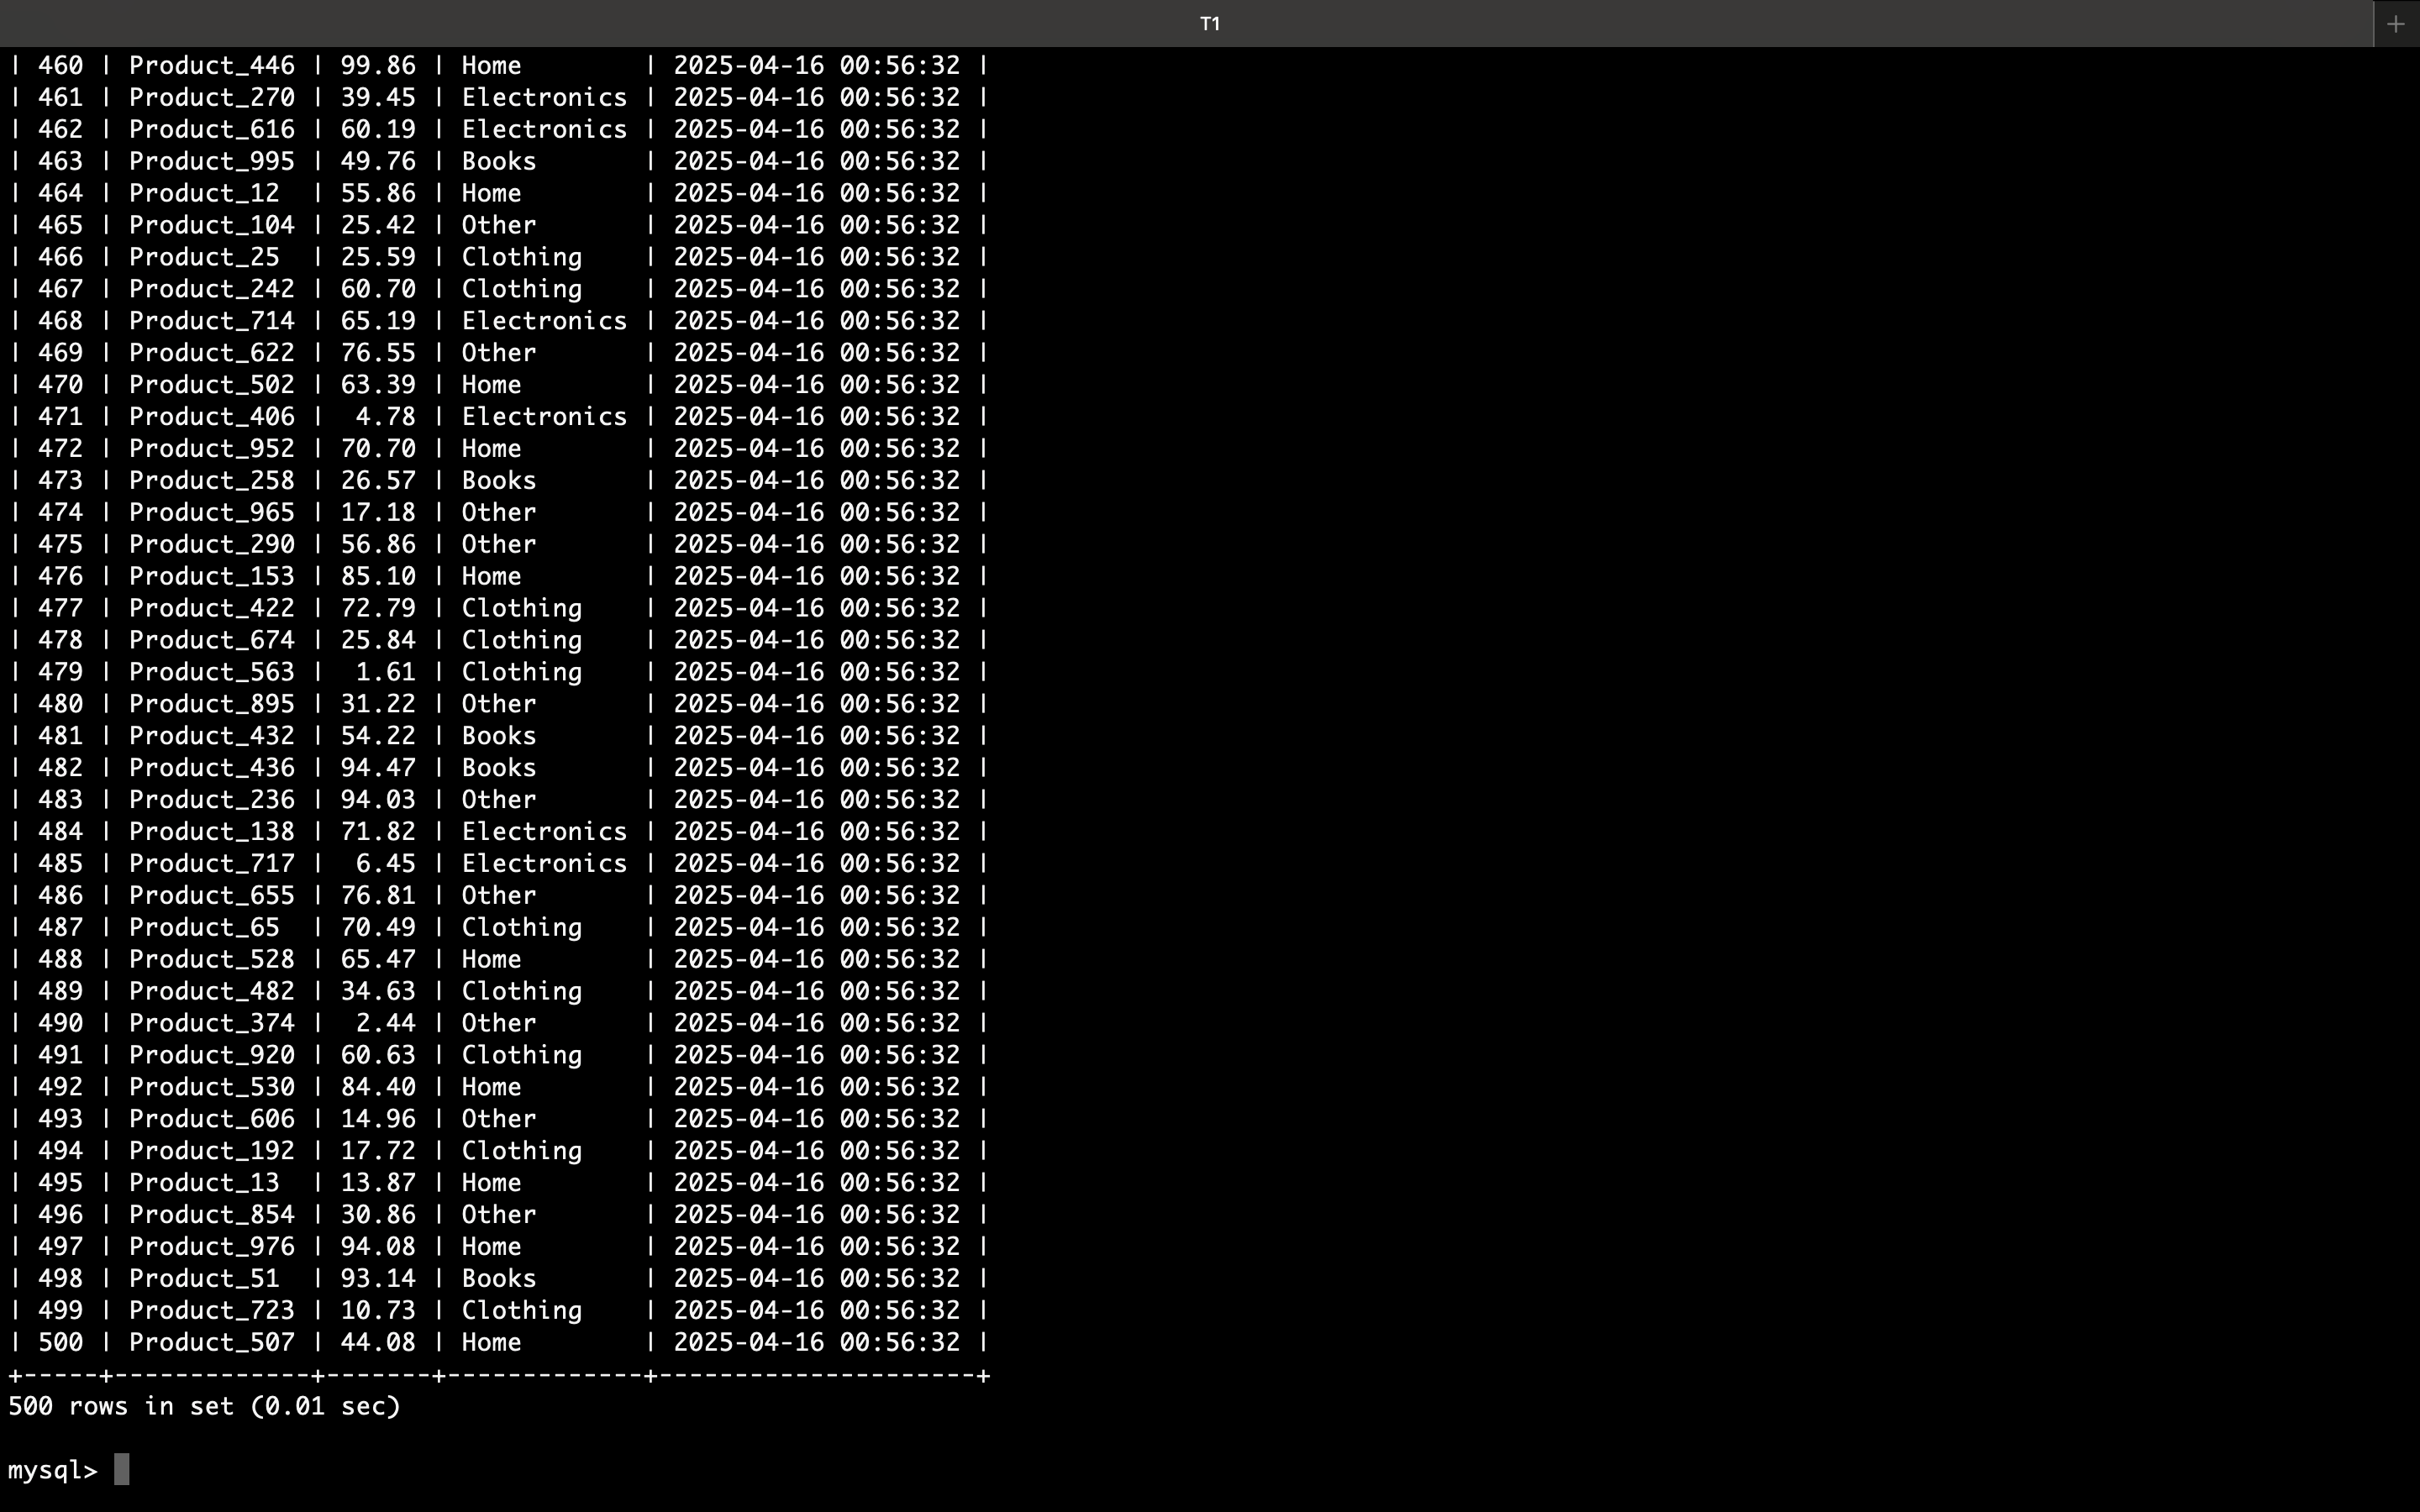 T1
+
| 460 | Product_446 | 99.86 | Home        | 2025-04-16 00:56:32 |
| 461 | Product_270 | 39.45 | Electronics | 2025-04-16 00:56:32 |
| 462 | Product_616 | 60.19 | Electronics | 2025-04-16 00:56:32 |
| 463 | Product_995 | 49.76 | Books       | 2025-04-16 00:56:32 |
| 464 | Product_12  | 55.86 | Home        | 2025-04-16 00:56:32 |
| 465 | Product_104 | 25.42 | Other       | 2025-04-16 00:56:32 |
| 466 | Product_25  | 25.59 | Clothing    | 2025-04-16 00:56:32 |
| 467 | Product_242 | 60.70 | Clothing    | 2025-04-16 00:56:32 |
| 468 | Product_714 | 65.19 | Electronics | 2025-04-16 00:56:32 |
| 469 | Product_622 | 76.55 | Other       | 2025-04-16 00:56:32 |
| 470 | Product_502 | 63.39 | Home        | 2025-04-16 00:56:32 |
| 471 | Product_406 |  4.78 | Electronics | 2025-04-16 00:56:32 |
| 472 | Product_952 | 70.70 | Home        | 2025-04-16 00:56:32 |
| 473 | Product_258 | 26.57 | Books       | 2025-04-16 00:56:32 |
| 474 | Product_965 | 17.18 | Other       | 2025-04-16 00:56:32 |
| 475 | Product_290 | 56.86 | Other       | 2025-04-16 00:56:32 |
| 476 | Product_153 | 85.10 | Home        | 2025-04-16 00:56:32 |
| 477 | Product_422 | 72.79 | Clothing    | 2025-04-16 00:56:32 |
| 478 | Product_674 | 25.84 | Clothing    | 2025-04-16 00:56:32 |
| 479 | Product_563 |  1.61 | Clothing    | 2025-04-16 00:56:32 |
| 480 | Product_895 | 31.22 | Other       | 2025-04-16 00:56:32 |
| 481 | Product_432 | 54.22 | Books       | 2025-04-16 00:56:32 |
| 482 | Product_436 | 94.47 | Books       | 2025-04-16 00:56:32 |
| 483 | Product_236 | 94.03 | Other       | 2025-04-16 00:56:32 |
| 484 | Product_138 | 71.82 | Electronics | 2025-04-16 00:56:32 |
| 485 | Product_717 |  6.45 | Electronics | 2025-04-16 00:56:32 |
| 486 | Product_655 | 76.81 | Other       | 2025-04-16 00:56:32 |
| 487 | Product_65  | 70.49 | Clothing    | 2025-04-16 00:56:32 |
| 488 | Product_528 | 65.47 | Home        | 2025-04-16 00:56:32 |
| 489 | Product_482 | 34.63 | Clothing    | 2025-04-16 00:56:32 |
| 490 | Product_374 |  2.44 | Other       | 2025-04-16 00:56:32 |
| 491 | Product_920 | 60.63 | Clothing    | 2025-04-16 00:56:32 |
| 492 | Product_530 | 84.40 | Home        | 2025-04-16 00:56:32 |
| 493 | Product_606 | 14.96 | Other       | 2025-04-16 00:56:32 |
| 494 | Product_192 | 17.72 | Clothing    | 2025-04-16 00:56:32 |
| 495 | Product_13  | 13.87 | Home        | 2025-04-16 00:56:32 |
| 496 | Product_854 | 30.86 | Other       | 2025-04-16 00:56:32 |
| 497 | Product_976 | 94.08 | Home        | 2025-04-16 00:56:32 |
| 498 | Product_51  | 93.14 | Books       | 2025-04-16 00:56:32 |
| 499 | Product_723 | 10.73 | Clothing    | 2025-04-16 00:56:32 |
| 500 | Product_507 | 44.08 | Home        | 2025-04-16 00:56:32 |
+-----+-------------+-------+-------------+---------------------+
500 rows in set (0.01 sec)
mysql>